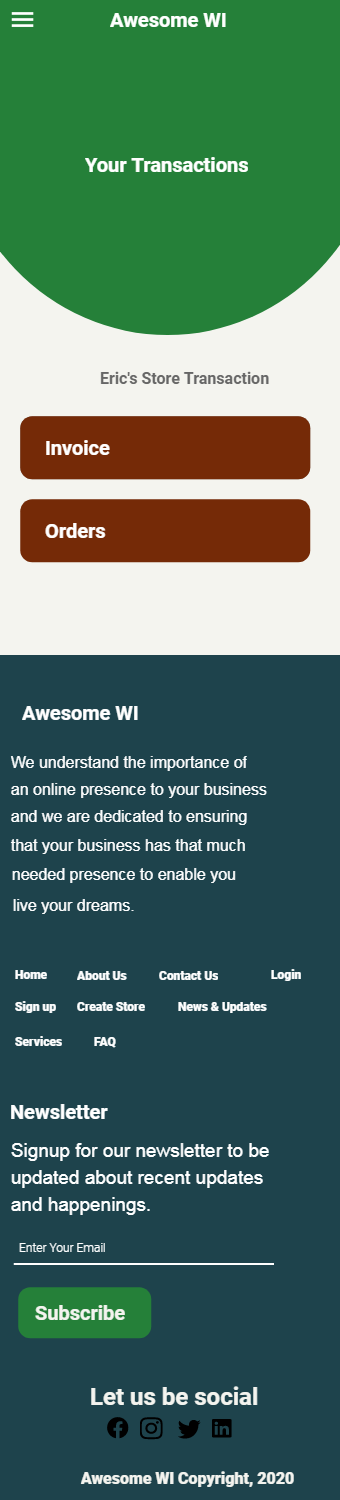 Awesome WI
Your Transactions
Eric's Store Transaction
Invoice
Orders
Awesome WI
We understand the importance of
an online presence to your business
and we are dedicated to ensuring
that your business has that much
needed presence to enable you
live your dreams.
Home About Us Contact Us Login
Sign up Create Store News & Updates
Services FAQ
Newsletter
Signup for our newsletter to be
updated about recent updates
and happenings.
Enter Your Email
Subscribe
Let us be social
Awesome WI Copyright, 2020